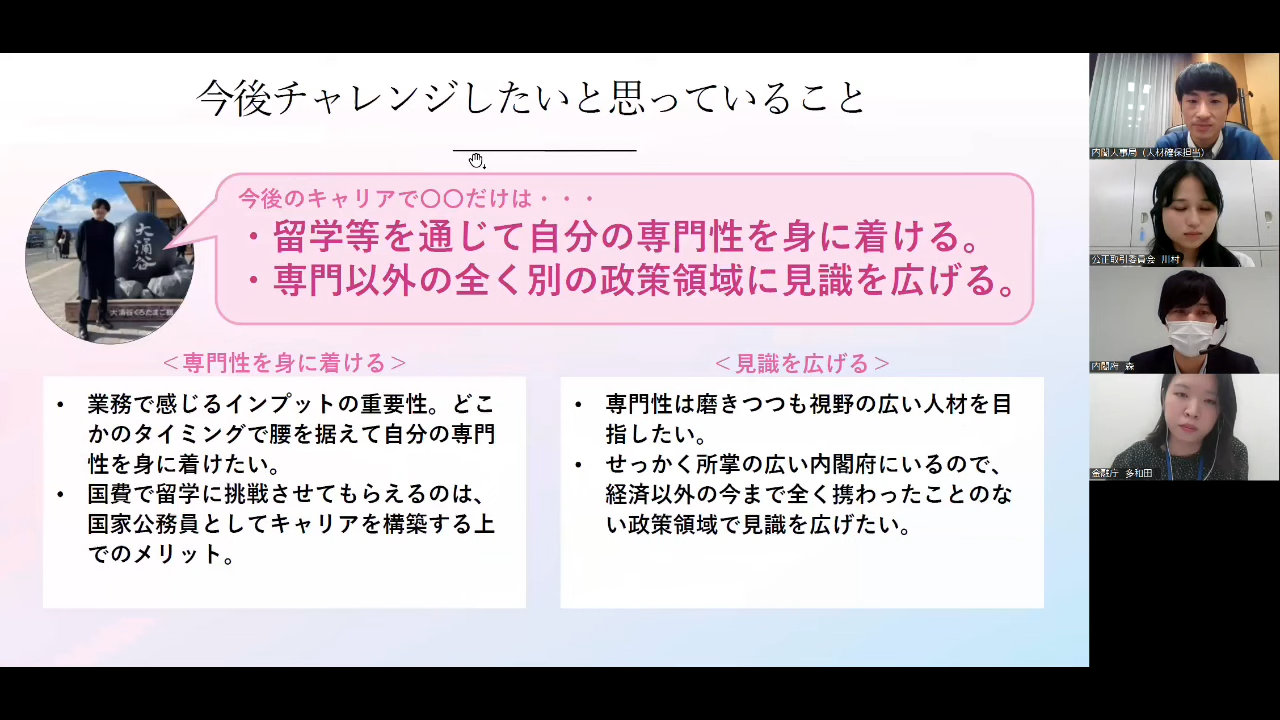 今後チャレンジしたいと思っていること
今後のキャリアで〇〇だけは・・・
・留学等を通じて自分の専門性を身に着ける。
・専門以外の全く別の政策領域に見識を広げる。
大涌谷
大涌谷くろたまご館
＜専門性を身に着ける＞
• 業務で感じるインプットの重要性。どこ
かのタイミングで腰を据えて自分の専門
性を身に着けたい。
• 国費で留学に挑戦させてもらえるのは、
国家公務員としてキャリアを構築する上
でのメリット。
＜見識を広げる＞
• 専門性は磨きつつも視野の広い人材を目
指したい。
• せっかく所掌の広い内閣府にいるので、
経済以外の今まで全く携わったことのな
い政策領域で見識を広げたい。
内閣人事局（人材確保担当）
公正取引委員会 川村
内閣府 森
金融庁 多和田